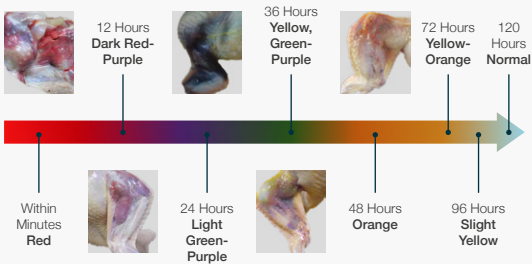 12 Hours
Dark Red-
Purple
36 Hours
Yellow,
Green-
Purple
72 Hours
Yellow-
Orange
120
Hours
Normal
Within
Minutes
Red
24 Hours
Light
Green-
Purple
48 Hours
Orange
96 Hours
Slight
Yellow